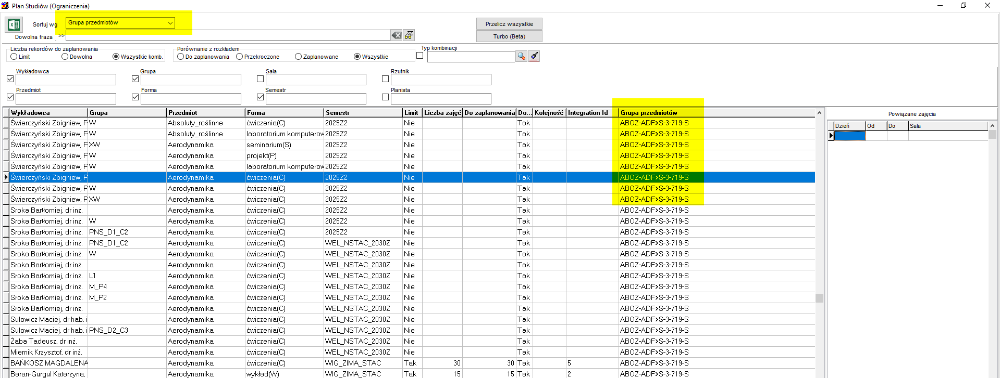 Plan Studiów (Ograniczenia)
Sortuj wg Grupa przedmiotów
Przelicz wszystkie
Dowolna fraza >>
Turbo (Beta)
Liczba rekordów do zaplanowania
Limit Dowolna Wszystkie komb.
Porównanie z rozkładem
Do zaplanowania Przekroczone Zaplanowane Wszystkie
Typ kombinacji
Wykładowca Grupa Sala Rzutnik
Przedmiot Forma Semestr Planista
Wykładowca Grupa Przedmiot Forma Semestr Limit Liczba zajęć Do zaplanowania Do... Kolejność Integration Id Grupa przedmiotów
Świerczyński Zbigniew, P W Absoluty_roślinne ćwiczenia(C) 2025Z2 Nie Tak ABOZ-ADF>S-3-719-S
Świerczyński Zbigniew, P W Absoluty_roślinne laboratorium komputerow 2025Z2 Nie Tak ABOZ-ADF>S-3-719-S
Świerczyński Zbigniew, P XW Aerodynamika seminarium(S) 2025Z2 Nie Tak ABOZ-ADF>S-3-719-S
Świerczyński Zbigniew, P W Aerodynamika projekt(P) 2025Z2 Nie Tak ABOZ-ADF>S-3-719-S
Świerczyński Zbigniew, P W Aerodynamika laboratorium komputerow 2025Z2 Nie Tak ABOZ-ADF>S-3-719-S
Świerczyński Zbigniew, P Aerodynamika ćwiczenia(C) 2025Z2 Nie Tak ABOZ-ADF>S-3-719-S
Świerczyński Zbigniew, P W Aerodynamika ćwiczenia(C) 2025Z2 Nie Tak ABOZ-ADF>S-3-719-S
Świerczyński Zbigniew, P XW Aerodynamika ćwiczenia(C) 2025Z2 Nie Tak ABOZ-ADF>S-3-719-S
Sroka Bartłomiej, dr inż. Aerodynamika ćwiczenia(C) 2025Z2 Nie Tak ABOZ-ADF>S-3-719-S
Sroka Bartłomiej, dr inż. W Aerodynamika ćwiczenia(C) 2025Z2 Nie Tak ABOZ-ADF>S-3-719-S
Sroka Bartłomiej, dr inż. PNS_D1_C2 Aerodynamika ćwiczenia(C) 2025Z2 Nie Tak ABOZ-ADF>S-3-719-S
Sroka Bartłomiej, dr inż. PNS_D1_C2 Aerodynamika ćwiczenia(C) WEL_NSTAC_2030Z Nie Tak ABOZ-ADF>S-3-719-S
Sroka Bartłomiej, dr inż. W Aerodynamika ćwiczenia(C) WEL_NSTAC_2030Z Nie Tak ABOZ-ADF>S-3-719-S
Sroka Bartłomiej, dr inż. Aerodynamika ćwiczenia(C) WEL_NSTAC_2030Z Nie Tak ABOZ-ADF>S-3-719-S
Sroka Bartłomiej, dr inż. L1 Aerodynamika ćwiczenia(C) WEL_NSTAC_2030Z Nie Tak ABOZ-ADF>S-3-719-S
Sroka Bartłomiej, dr inż. M_P4 Aerodynamika ćwiczenia(C) WEL_NSTAC_2030Z Nie Tak ABOZ-ADF>S-3-719-S
Sroka Bartłomiej, dr inż. M_P2 Aerodynamika ćwiczenia(C) WEL_NSTAC_2030Z Nie Tak ABOZ-ADF>S-3-719-S
Sroka Bartłomiej, dr inż. Aerodynamika ćwiczenia(C) WEL_NSTAC_2030Z Nie Tak ABOZ-ADF>S-3-719-S
Sułowicz Maciej, dr hab. i Aerodynamika ćwiczenia(C) WEL_NSTAC_2030Z Nie Tak ABOZ-ADF>S-3-719-S
Sułowicz Maciej, dr hab. i PNS_D2_C3 Aerodynamika ćwiczenia(C) WEL_NSTAC_2030Z Nie Tak ABOZ-ADF>S-3-719-S
Żaba Tadeusz, dr inż. Aerodynamika ćwiczenia(C) WEL_NSTAC_2030Z Nie Tak ABOZ-ADF>S-3-719-S
Miernik Krzysztof, dr inż. Aerodynamika ćwiczenia(C) WEL_NSTAC_2030Z Nie Tak ABOZ-ADF>S-3-719-S
BAŃKOSZ MAGDALENA Aerodynamika ćwiczenia(C) WIG_ZIMA_STAC Tak 30 30 Tak 5 ABOZ-ADF>S-3-719-S
Baran-Gurgul Katarzyna, Aerodynamika wykład(W) WIG_ZIMA_STAC Tak 15 15 Tak 2 ABOZ-ADF>S-3-719-S
Powiązane zajęcia
Dzień Od Do Sala